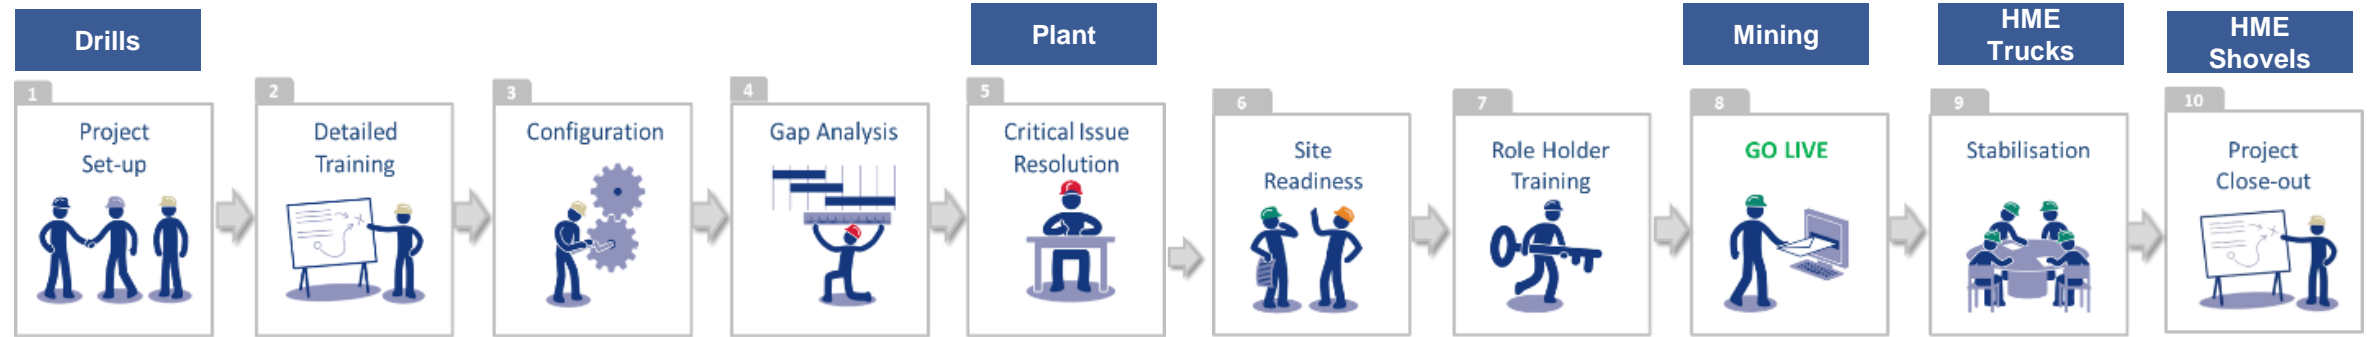 Drills
Plant
Mining
HME
Trucks
HME
Shovels
1
Project
Set-up
2
Detailed
Training
3
Configuration
4
Gap Analysis
5
Critical Issue
Resolution
6
Site
Readiness
7
Role Holder
Training
8
GO LIVE
9
Stabilisation
10
Project
Close-out